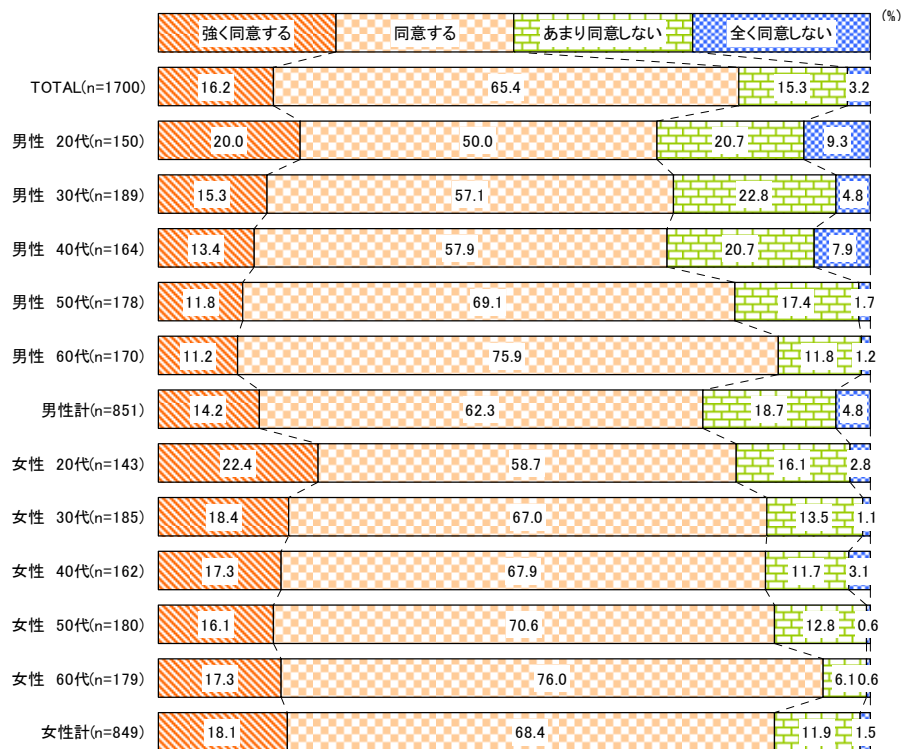 (%)
強く同意する 同意する あまり同意しない 全く同意しない
TOTAL(n=1700) 16.2 65.4 15.3 3.2
男性 20代(n=150) 20.0 50.0 20.7 9.3
男性 30代(n=189) 15.3 57.1 22.8 4.8
男性 40代(n=164) 13.4 57.9 20.7 7.9
男性 50代(n=178) 11.8 69.1 17.4 1.7
男性 60代(n=170) 11.2 75.9 11.8 1.2
男性計(n=851) 14.2 62.3 18.7 4.8
女性 20代(n=143) 22.4 58.7 16.1 2.8
女性 30代(n=185) 18.4 67.0 13.5 1.1
女性 40代(n=162) 17.3 67.9 11.7 3.1
女性 50代(n=180) 16.1 70.6 12.8 0.6
女性 60代(n=179) 17.3 76.0 6.1 0.6
女性計(n=849) 18.1 68.4 11.9 1.5